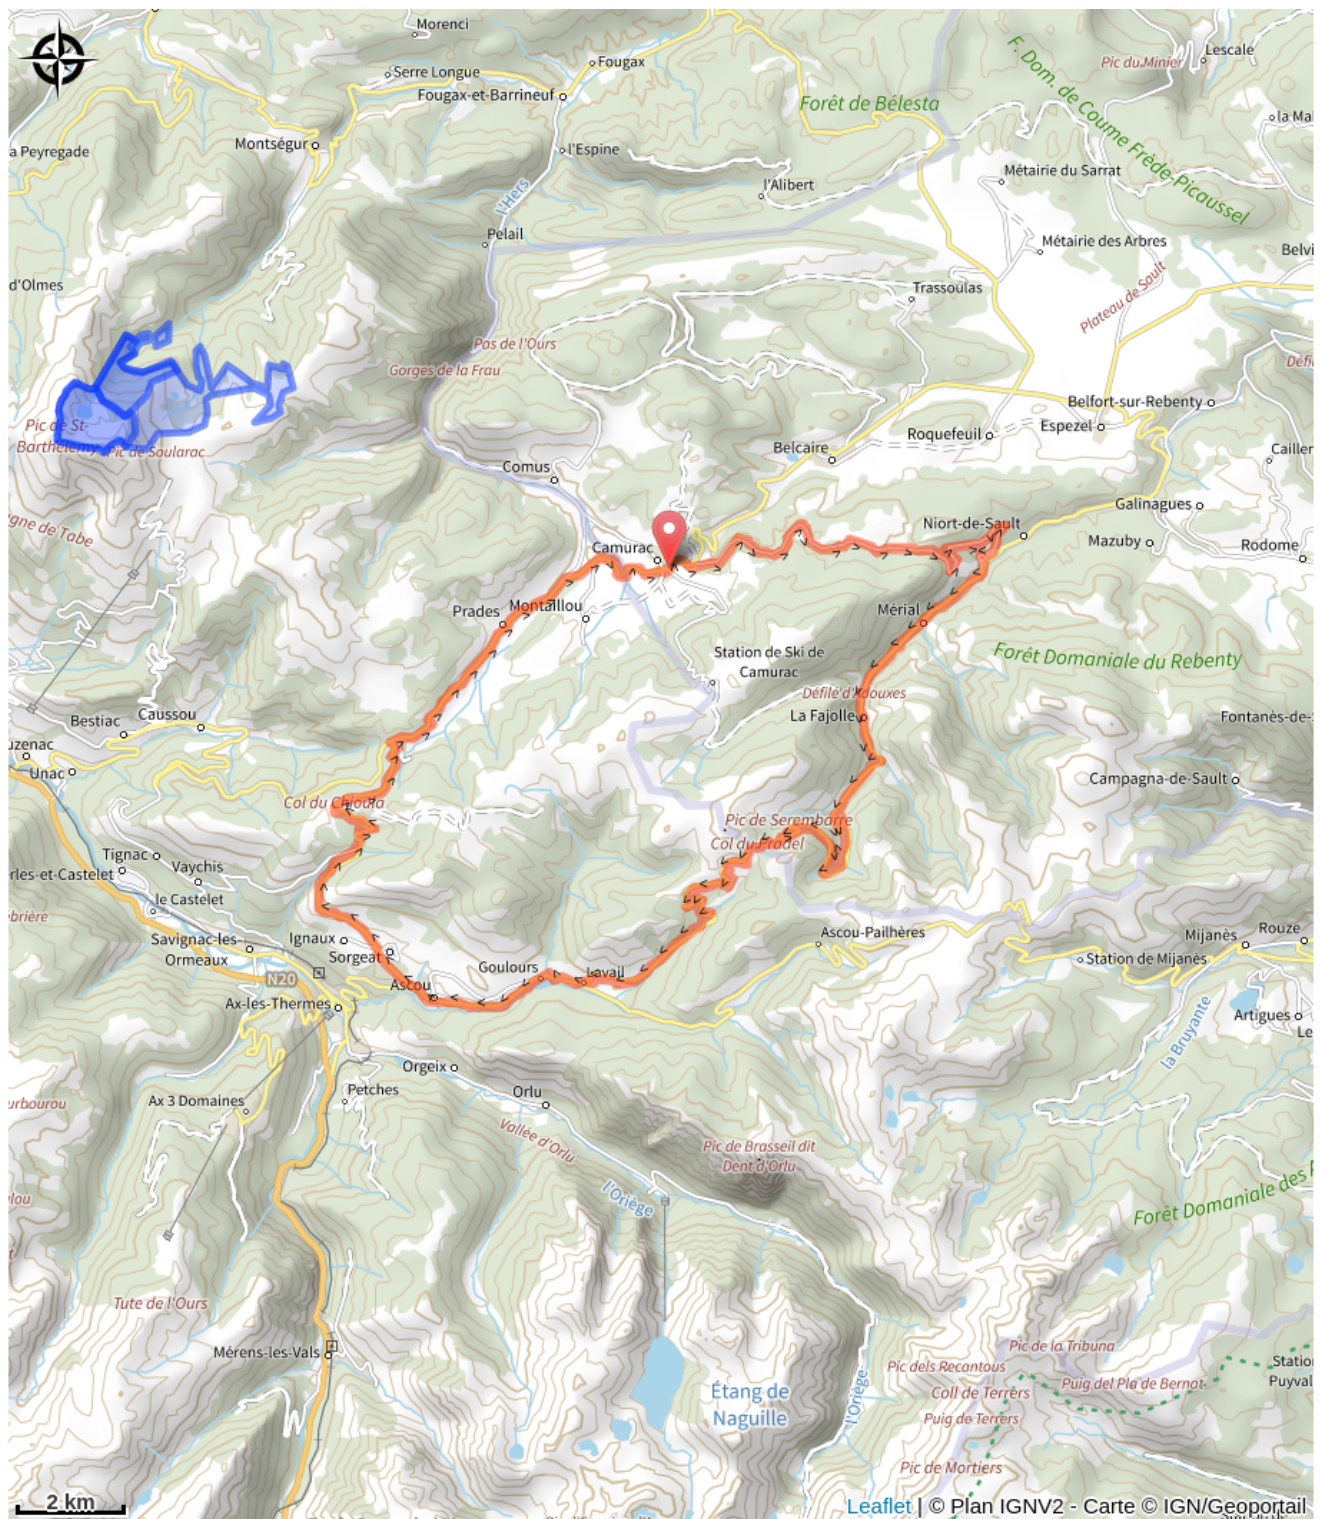 Morenci
Lescale
Pic du Minier
Fougax
Serre Longue
Fougax-et-Barrineuf
F. Dom. de Coume Frède-Picaussel
Forêt de Bélesta
la Mal
Montségur
a Peyregade
l'Espine
Métairie du Sarrat
l'Alibert
l'Hers
Pelail
Métairie des Arbres
Belvi
d'Olmes
Trassoulas
Plateau de Sault
Pas de l'Ours
Gorges de la Frau
Défil
Belfort-sur-Rebenty
Pic de St-
Barthélemy
Pic de Soularac
Espezel
Roquefeuil
Belcaire
Cailler
Comus
Galinagues
gne de Tabe
Niort-de-Sault
Mazuby
Rodome
Camurac
Prades
Montaillou
Mérial
Station de Ski de
Camurac
Forêt Domaniale du Rebenty
Défilé d'Adouxes
La Fajolle
Bestiac
Caussou
Fontanès-de-
uzenac
Unac
Campagna-de-Sault
Col du Chioula
Pic de Serembarre
Col du Pradel
Tignac
Vaychis
rles-et-Castelet
le Castelet
brière
Savignac-les-
Ormeaux
Ignaux
Sorgeat
Ascou-Pailhères
Mijanès
Rouze
Station de Mijanès
Goulours
Lavail
N20
Ascou
Ax-les-Thermes
Artigues
Le
la Bruyante
Orgeix
Petches
Orlu
Ax 3 Domaines
urbourou
Vallée d'Orlu
Pic de Brasseil dit
Dent d'Orlu
l'Oriège
lou
Forêt Domaniale des
Tute de l'Ours
Mérens-les-Vals
Pic de la Tribuna
Pic dels Recantous
Coll de Terrers
Puig del Pla de Bernat
Statio
Puyval
Puig de Terrers
Étang de
Naguille
l'Oriège
Pic de Mortiers
2 km
Leaflet | © Plan IGNV2 - Carte © IGN/Geoportail